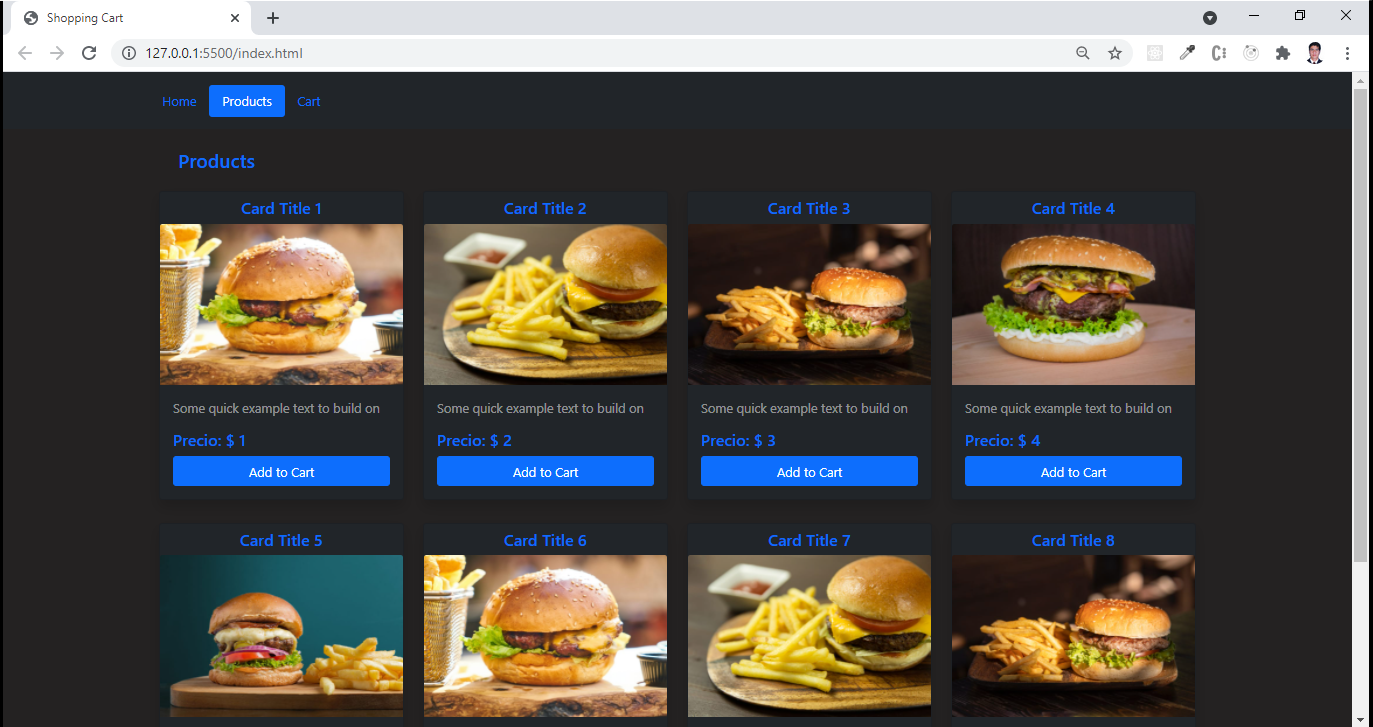 Shopping Cart
127.0.0.1:5500/index.html
Home Products Cart
Products
Card Title 1 Card Title 2 Card Title 3 Card Title 4
Some quick example text to build on Some quick example text to build on Some quick example text to build on Some quick example text to build on
Precio: $ 1 Precio: $ 2 Precio: $ 3 Precio: $ 4
Add to Cart Add to Cart Add to Cart Add to Cart
Card Title 5 Card Title 6 Card Title 7 Card Title 8